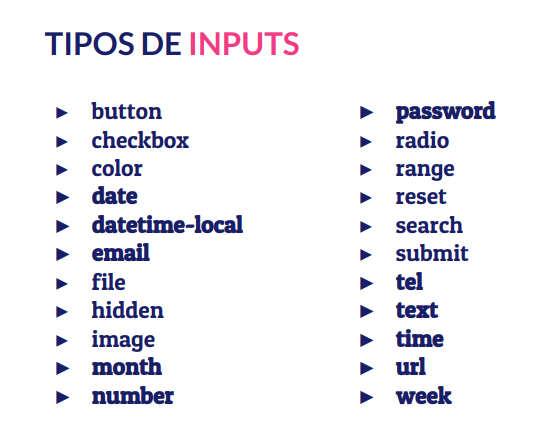 TIPOS DE INPUTS
► button
► checkbox
► color
► date
► datetime-local
► email
► file
► hidden
► image
► month
► number
► password
► radio
► range
► reset
► search
► submit
► tel
► text
► time
► url
► week